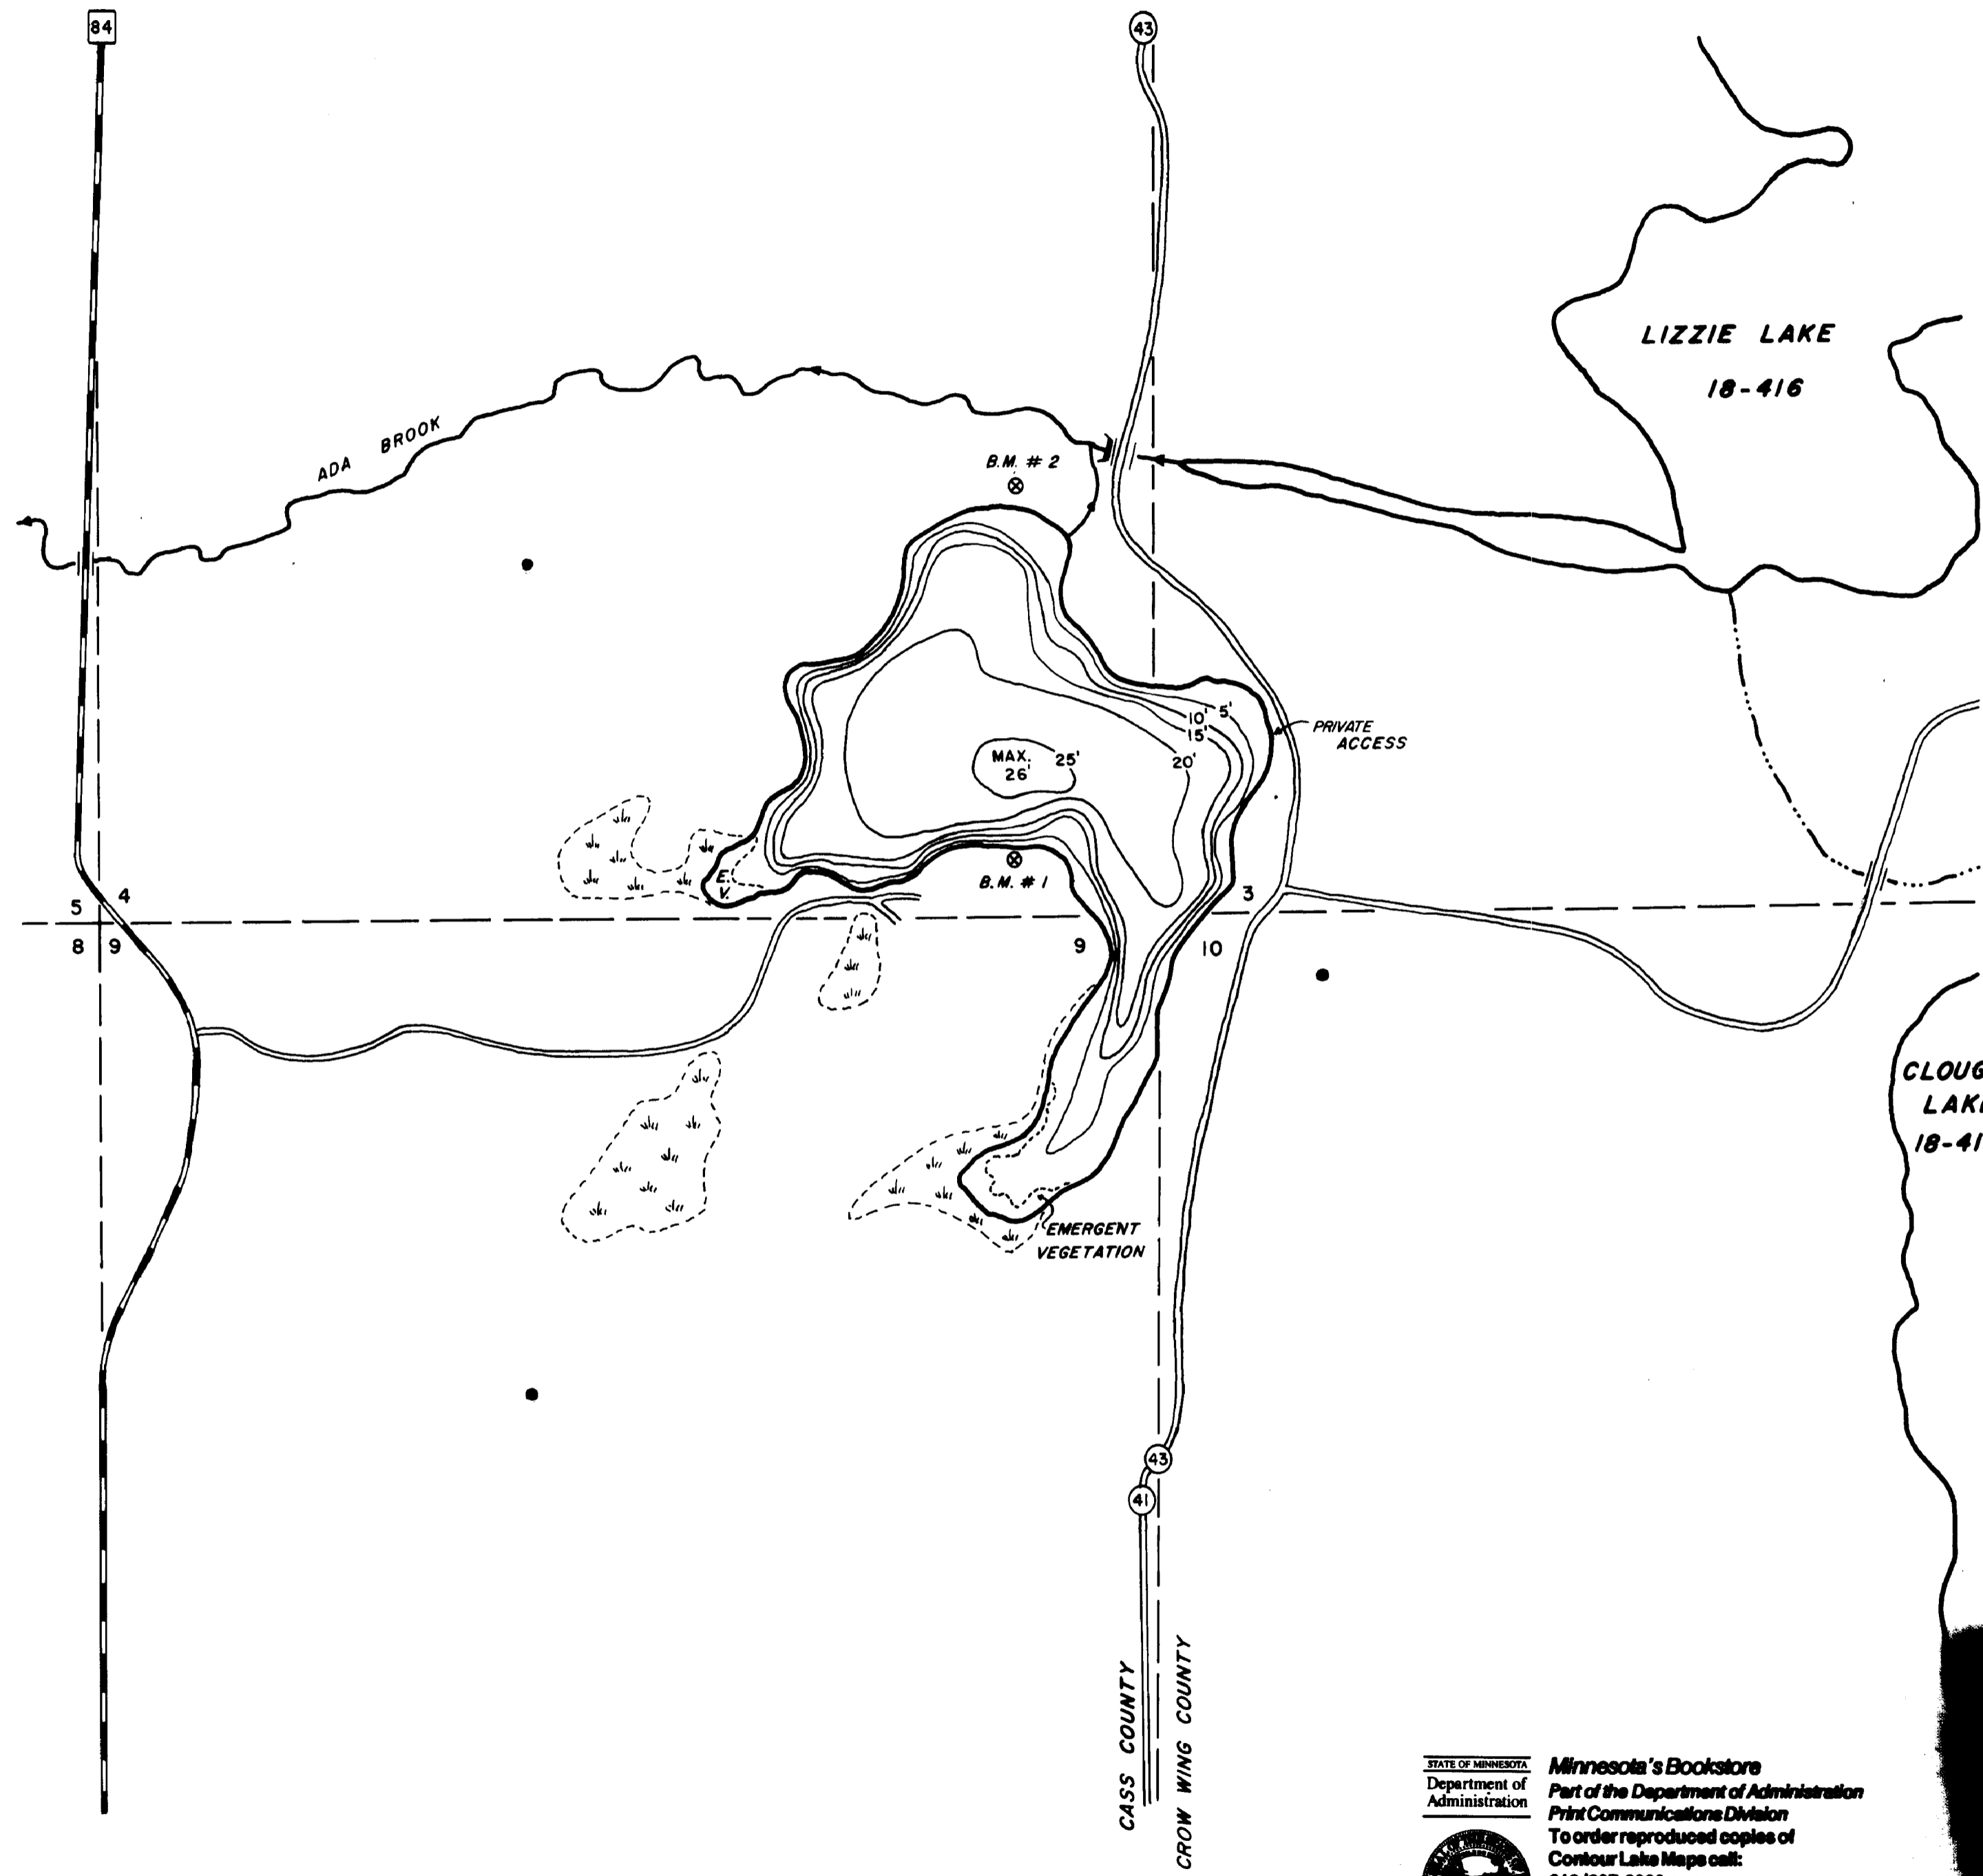 84
43
LIZZIE LAKE
18-416
ADA BROOK
B.M. # 2
10' 5'
15'
20'
PRIVATE
ACCESS
MAX. 25'
26'
E.
V.
B.M. # 1
5 4
8 9
3
9 10
CLOUG
LAKE
18-41
EMERGENT
VEGETATION
43
41
CASS COUNTY
CROW WING COUNTY
STATE OF MINNESOTA
Department of
Administration
Minnesota's Bookstore
Part of the Department of Administration
Print Communications Division
To order reproduced copies of
Contour Lake Maps call: